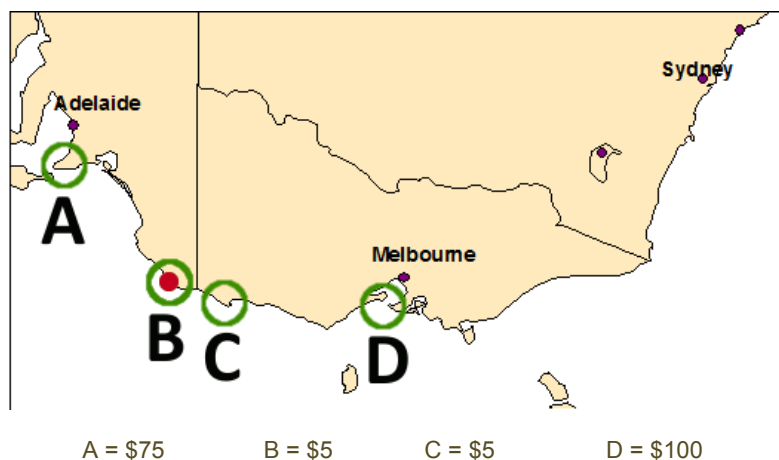 Sydney
Adelaide
A
Melbourne
B
C
D
A = $75 B = $5 C = $5 D = $100